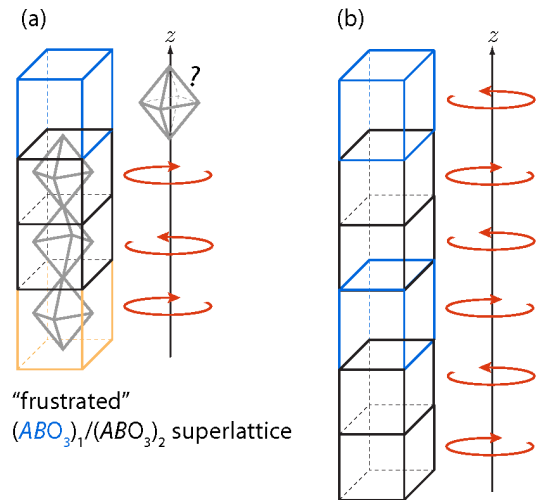 (a)
z
?
"frustrated"
(ABO₃)₁/(ABO₃)₂ superlattice
(b)
z